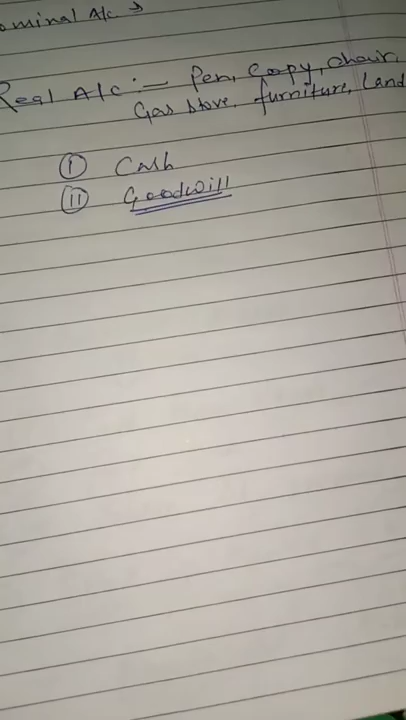 ominal A/c →
Real A/c :- Pen, Copy, chair,
Gas stove, furniture, Land
(i) Cash
(ii) Goodwill